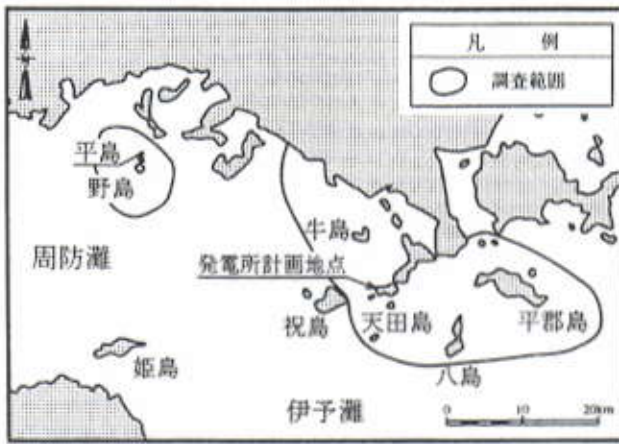 凡 例
調査範囲
平島
野島
牛島
周防灘
発電所計画地点
祝島
天田島
平郡島
姫島
八島
伊予灘
0 10 20km